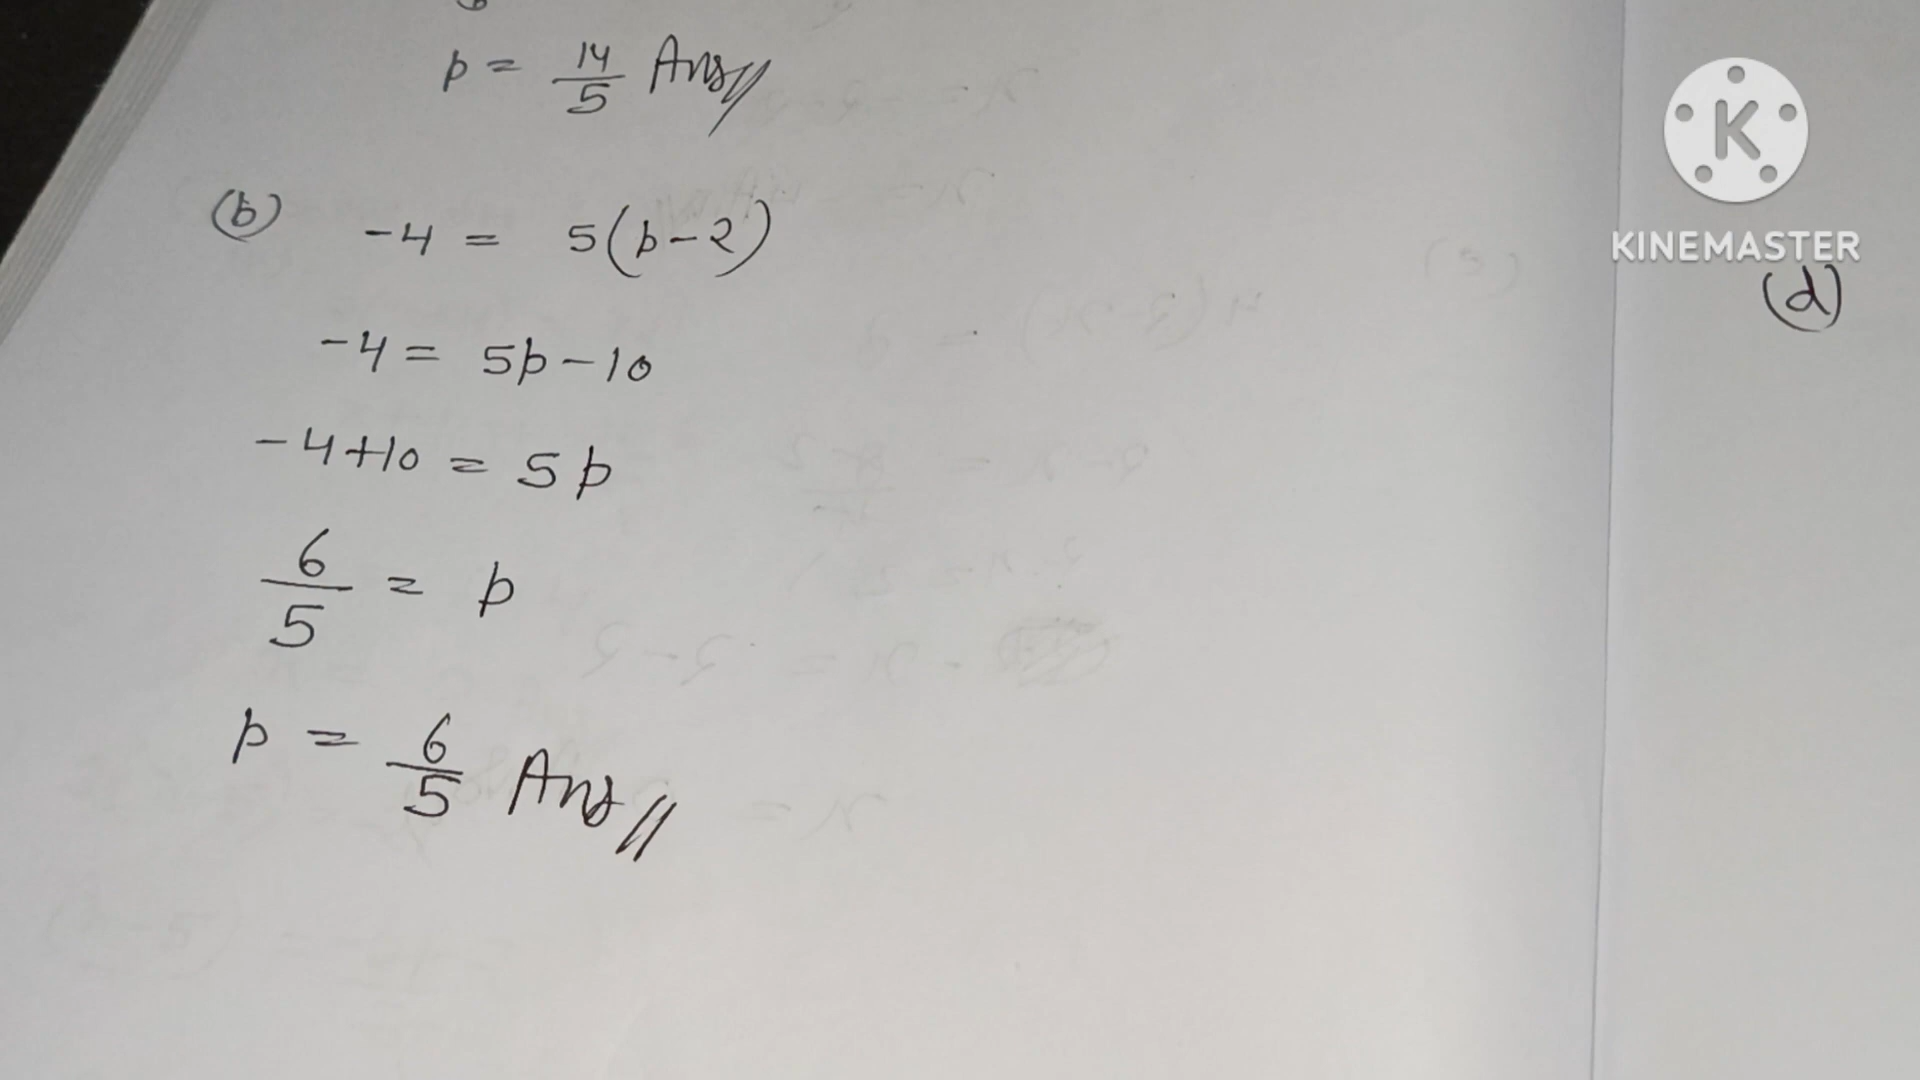 p = 14/5 Ans
(b) -4 = 5(p-2)
-4 = 5p-10
-4+10 = 5p
6/5 = p
p = 6/5 Ans
K
KINEMASTER
(d)